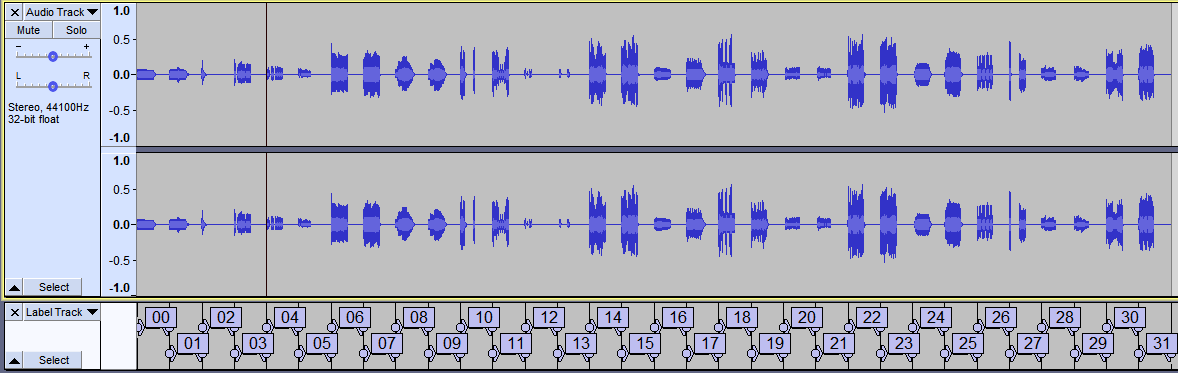 Audio Track
Mute Solo
- +
L R
Stereo, 44100Hz
32-bit float
Select
1.0
0.5
0.0
-0.5
-1.0
1.0
0.5
0.0
-0.5
-1.0
Label Track
Select
00 02 04 06 08 10 12 14 16 18 20 22 24 26 28 30
01 03 05 07 09 11 13 15 17 19 21 23 25 27 29 31